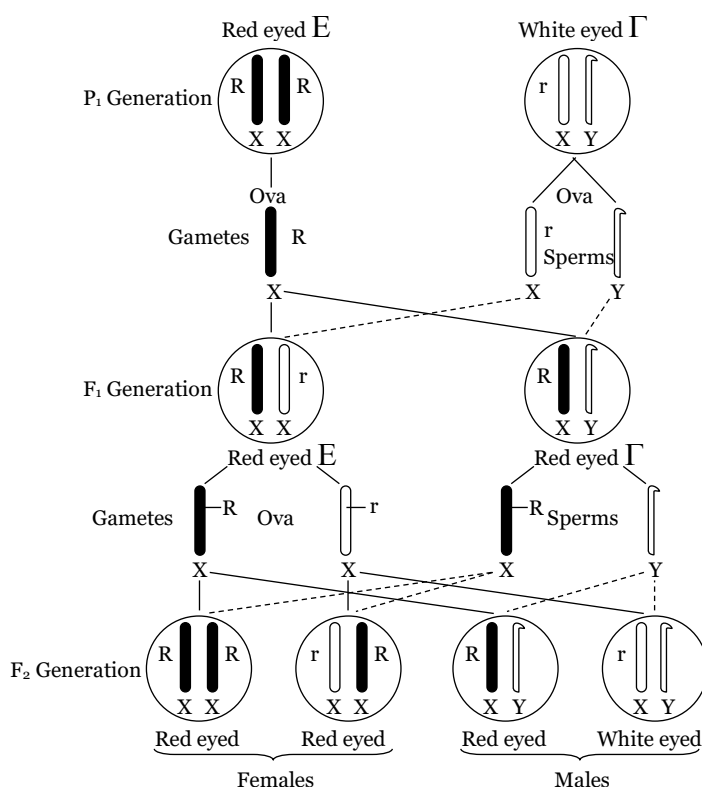 Red eyed E White eyed Γ
P₁ Generation R R r
X X X Y
Ova Ova
Gametes R r Sperms
X X Y
F₁ Generation R r R
X X X Y
Red eyed E Red eyed Γ
Gametes R Ova r R Sperms
X X X Y
F₂ Generation R R r R R r
X X X X X Y X Y
Red eyed Red eyed Red eyed White eyed
Females Males